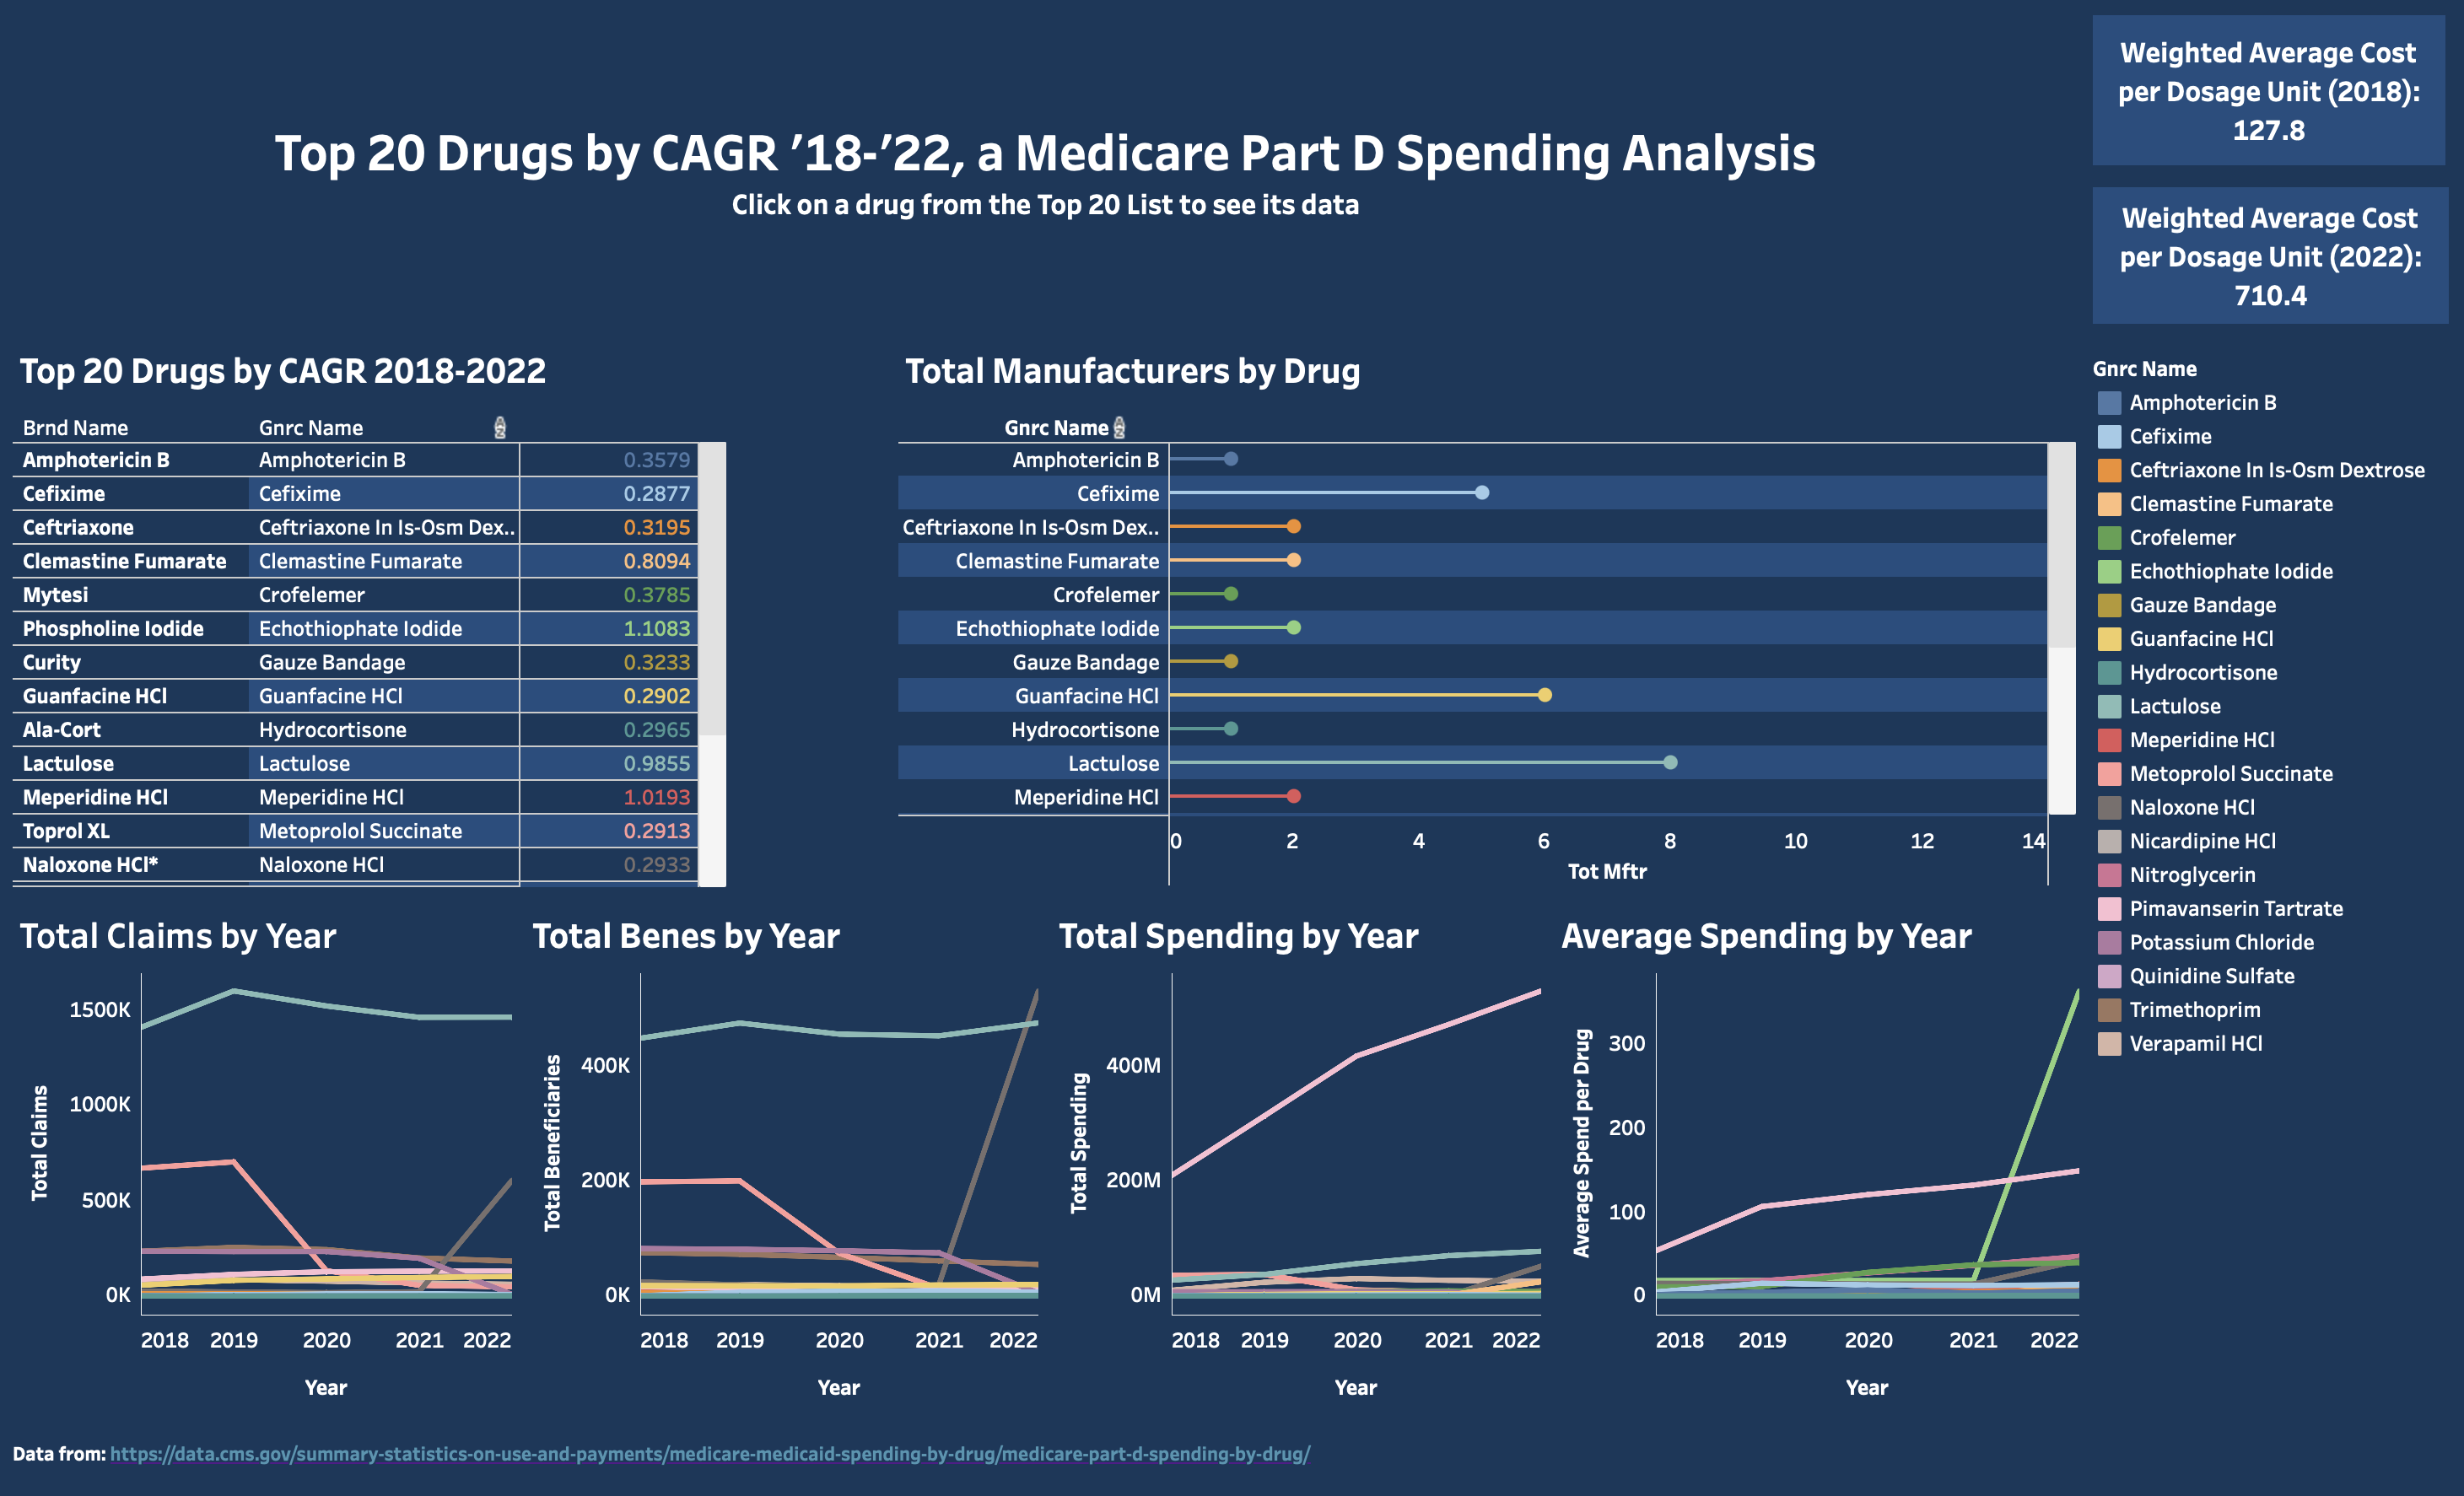 Weighted Average Cost
per Dosage Unit (2018):
127.8
Top 20 Drugs by CAGR ’18-’22, a Medicare Part D Spending Analysis
Click on a drug from the Top 20 List to see its data
Weighted Average Cost
per Dosage Unit (2022):
710.4
Top 20 Drugs by CAGR 2018-2022
Brnd Name Gnrc Name
Amphotericin B Amphotericin B 0.3579
Cefixime Cefixime 0.2877
Ceftriaxone Ceftriaxone In Is-Osm Dex.. 0.3195
Clemastine Fumarate Clemastine Fumarate 0.8094
Mytesi Crofelemer 0.3785
Phospholine Iodide Echothiophate Iodide 1.1083
Curity Gauze Bandage 0.3233
Guanfacine HCl Guanfacine HCl 0.2902
Ala-Cort Hydrocortisone 0.2965
Lactulose Lactulose 0.9855
Meperidine HCl Meperidine HCl 1.0193
Toprol XL Metoprolol Succinate 0.2913
Naloxone HCl* Naloxone HCl 0.2933
Total Manufacturers by Drug
Gnrc Name
Amphotericin B
Cefixime
Ceftriaxone In Is-Osm Dex..
Clemastine Fumarate
Crofelemer
Echothiophate Iodide
Gauze Bandage
Guanfacine HCl
Hydrocortisone
Lactulose
Meperidine HCl
0 2 4 6 8 10 12 14
Tot Mftr
Gnrc Name
Amphotericin B
Cefixime
Ceftriaxone In Is-Osm Dextrose
Clemastine Fumarate
Crofelemer
Echothiophate Iodide
Gauze Bandage
Guanfacine HCl
Hydrocortisone
Lactulose
Meperidine HCl
Metoprolol Succinate
Naloxone HCl
Nicardipine HCl
Nitroglycerin
Pimavanserin Tartrate
Potassium Chloride
Quinidine Sulfate
Trimethoprim
Verapamil HCl
Total Claims by Year
Total Claims
1500K
1000K
500K
0K
2018 2019 2020 2021 2022
Year
Total Benes by Year
Total Beneficiaries
400K
200K
0K
2018 2019 2020 2021 2022
Year
Total Spending by Year
Total Spending
400M
200M
0M
2018 2019 2020 2021 2022
Year
Average Spending by Year
Average Spend per Drug
300
200
100
0
2018 2019 2020 2021 2022
Year
Data from: https://data.cms.gov/summary-statistics-on-use-and-payments/medicare-medicaid-spending-by-drug/medicare-part-d-spending-by-drug/